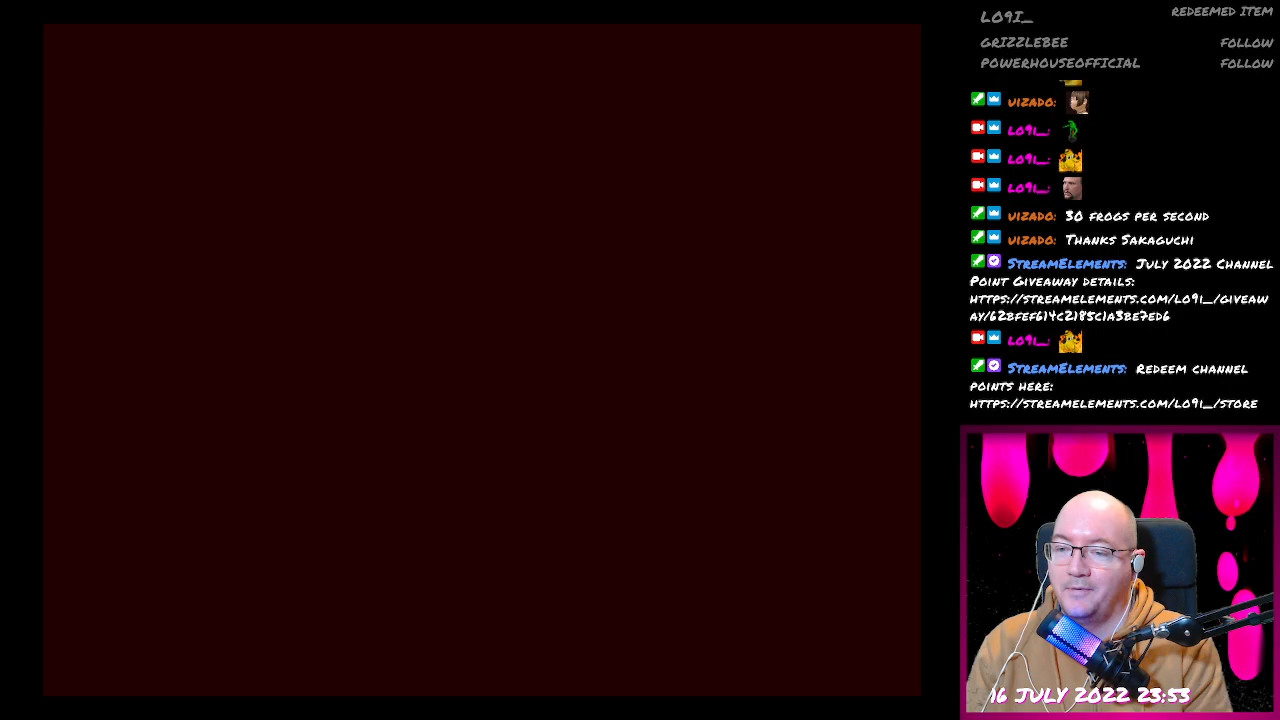 LO9I_ REDEEMED ITEM
GRIZZLEBEE FOLLOW
POWERHOUSEOFFICIAL FOLLOW
VIZADO:
LO9I_:
LO9I_:
LO9I_:
VIZADO: 30 FROGS PER SECOND
VIZADO: THANKS SAKAGUCHI
STREAMELEMENTS: JULY 2022 CHANNEL
POINT GIVEAWAY DETAILS:
HTTPS://STREAMELEMENTS.COM/LO9I_/GIVEAW
AY/62BFEF614C2185C1A3BE7ED6
LO9I_:
STREAMELEMENTS: REDEEM CHANNEL
POINTS HERE:
HTTPS://STREAMELEMENTS.COM/LO9I_/STORE
16 JULY 2022 23:53